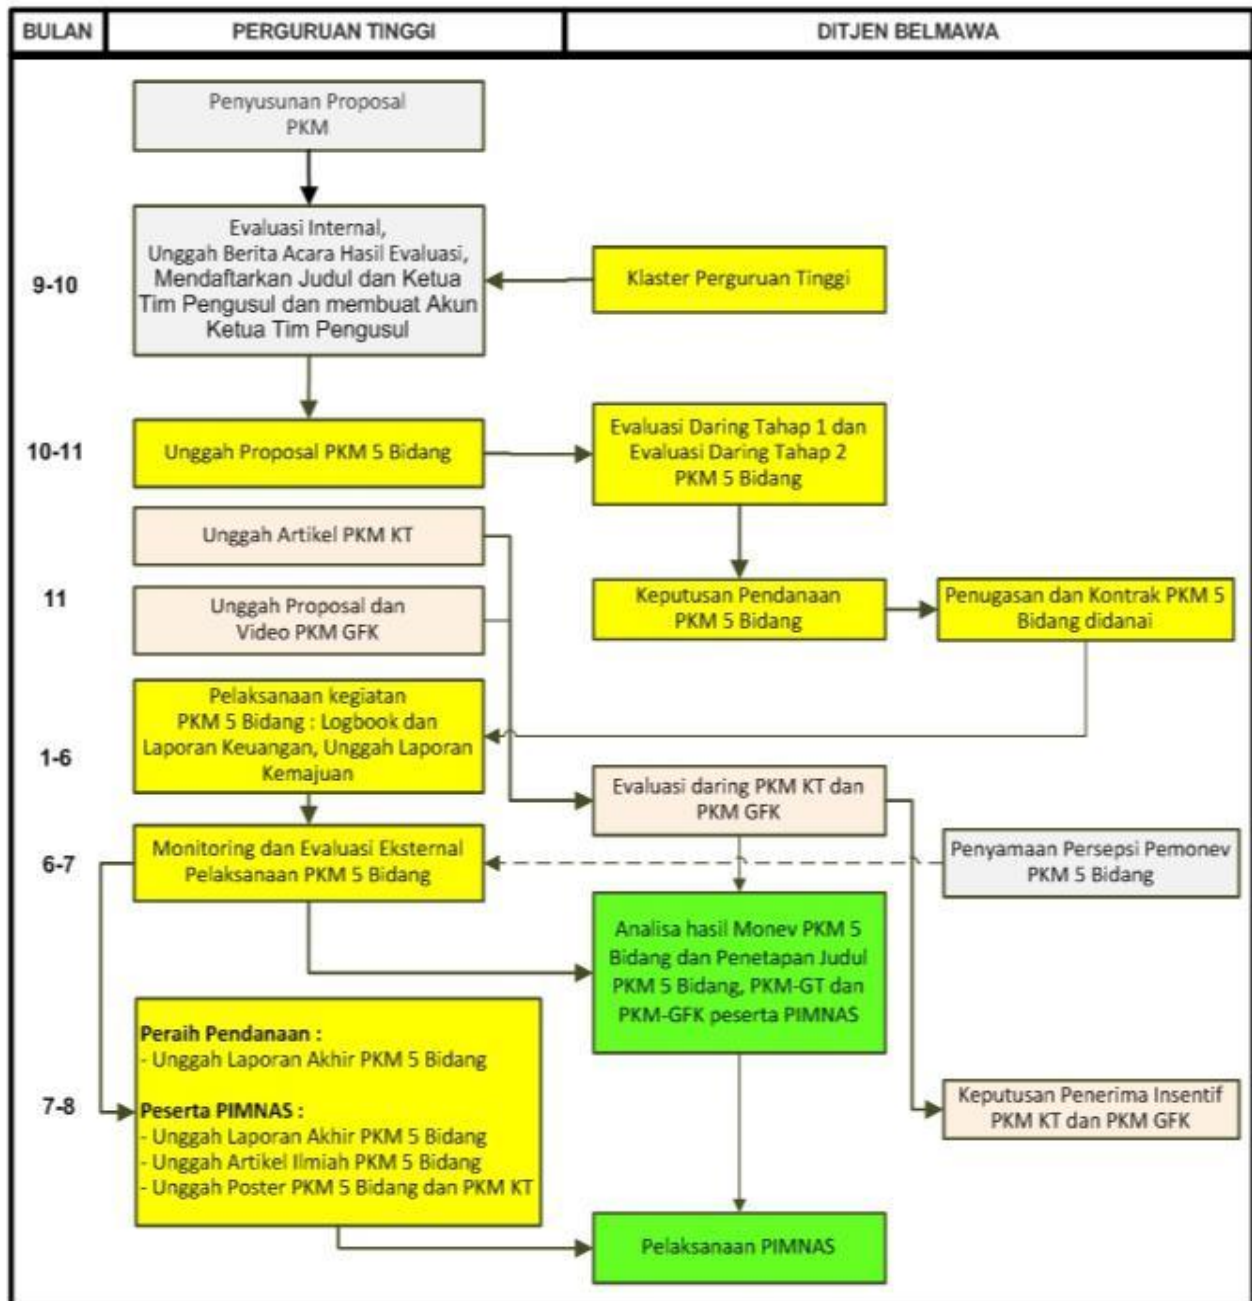 BULAN
PERGURUAN TINGGI
DITJEN BELMAWA
Penyusunan Proposal
PKM
9-10
Evaluasi Internal,
Unggah Berita Acara Hasil Evaluasi,
Mendaftarkan Judul dan Ketua
Tim Pengusul dan membuat Akun
Ketua Tim Pengusul
Klaster Perguruan Tinggi
10-11
Unggah Proposal PKM 5 Bidang
Evaluasi Daring Tahap 1 dan
Evaluasi Daring Tahap 2
PKM 5 Bidang
Unggah Artikel PKM KT
11
Unggah Proposal dan
Video PKM GFK
Keputusan Pendanaan
PKM 5 Bidang
Penugasan dan Kontrak PKM 5
Bidang didanai
1-6
Pelaksanaan kegiatan
PKM 5 Bidang : Logbook dan
Laporan Keuangan, Unggah Laporan
Kemajuan
Evaluasi daring PKM KT dan
PKM GFK
6-7
Monitoring dan Evaluasi Eksternal
Pelaksanaan PKM 5 Bidang
Penyamaan Persepsi Pemonev
PKM 5 Bidang
Analisa hasil Monev PKM 5
Bidang dan Penetapan Judul
PKM 5 Bidang, PKM-GT dan
PKM-GFK peserta PIMNAS
7-8
Peraih Pendanaan :
- Unggah Laporan Akhir PKM 5 Bidang
Peserta PIMNAS :
- Unggah Laporan Akhir PKM 5 Bidang
- Unggah Artikel Ilmiah PKM 5 Bidang
- Unggah Poster PKM 5 Bidang dan PKM KT
Keputusan Penerima Insentif
PKM KT dan PKM GFK
Pelaksanaan PIMNAS